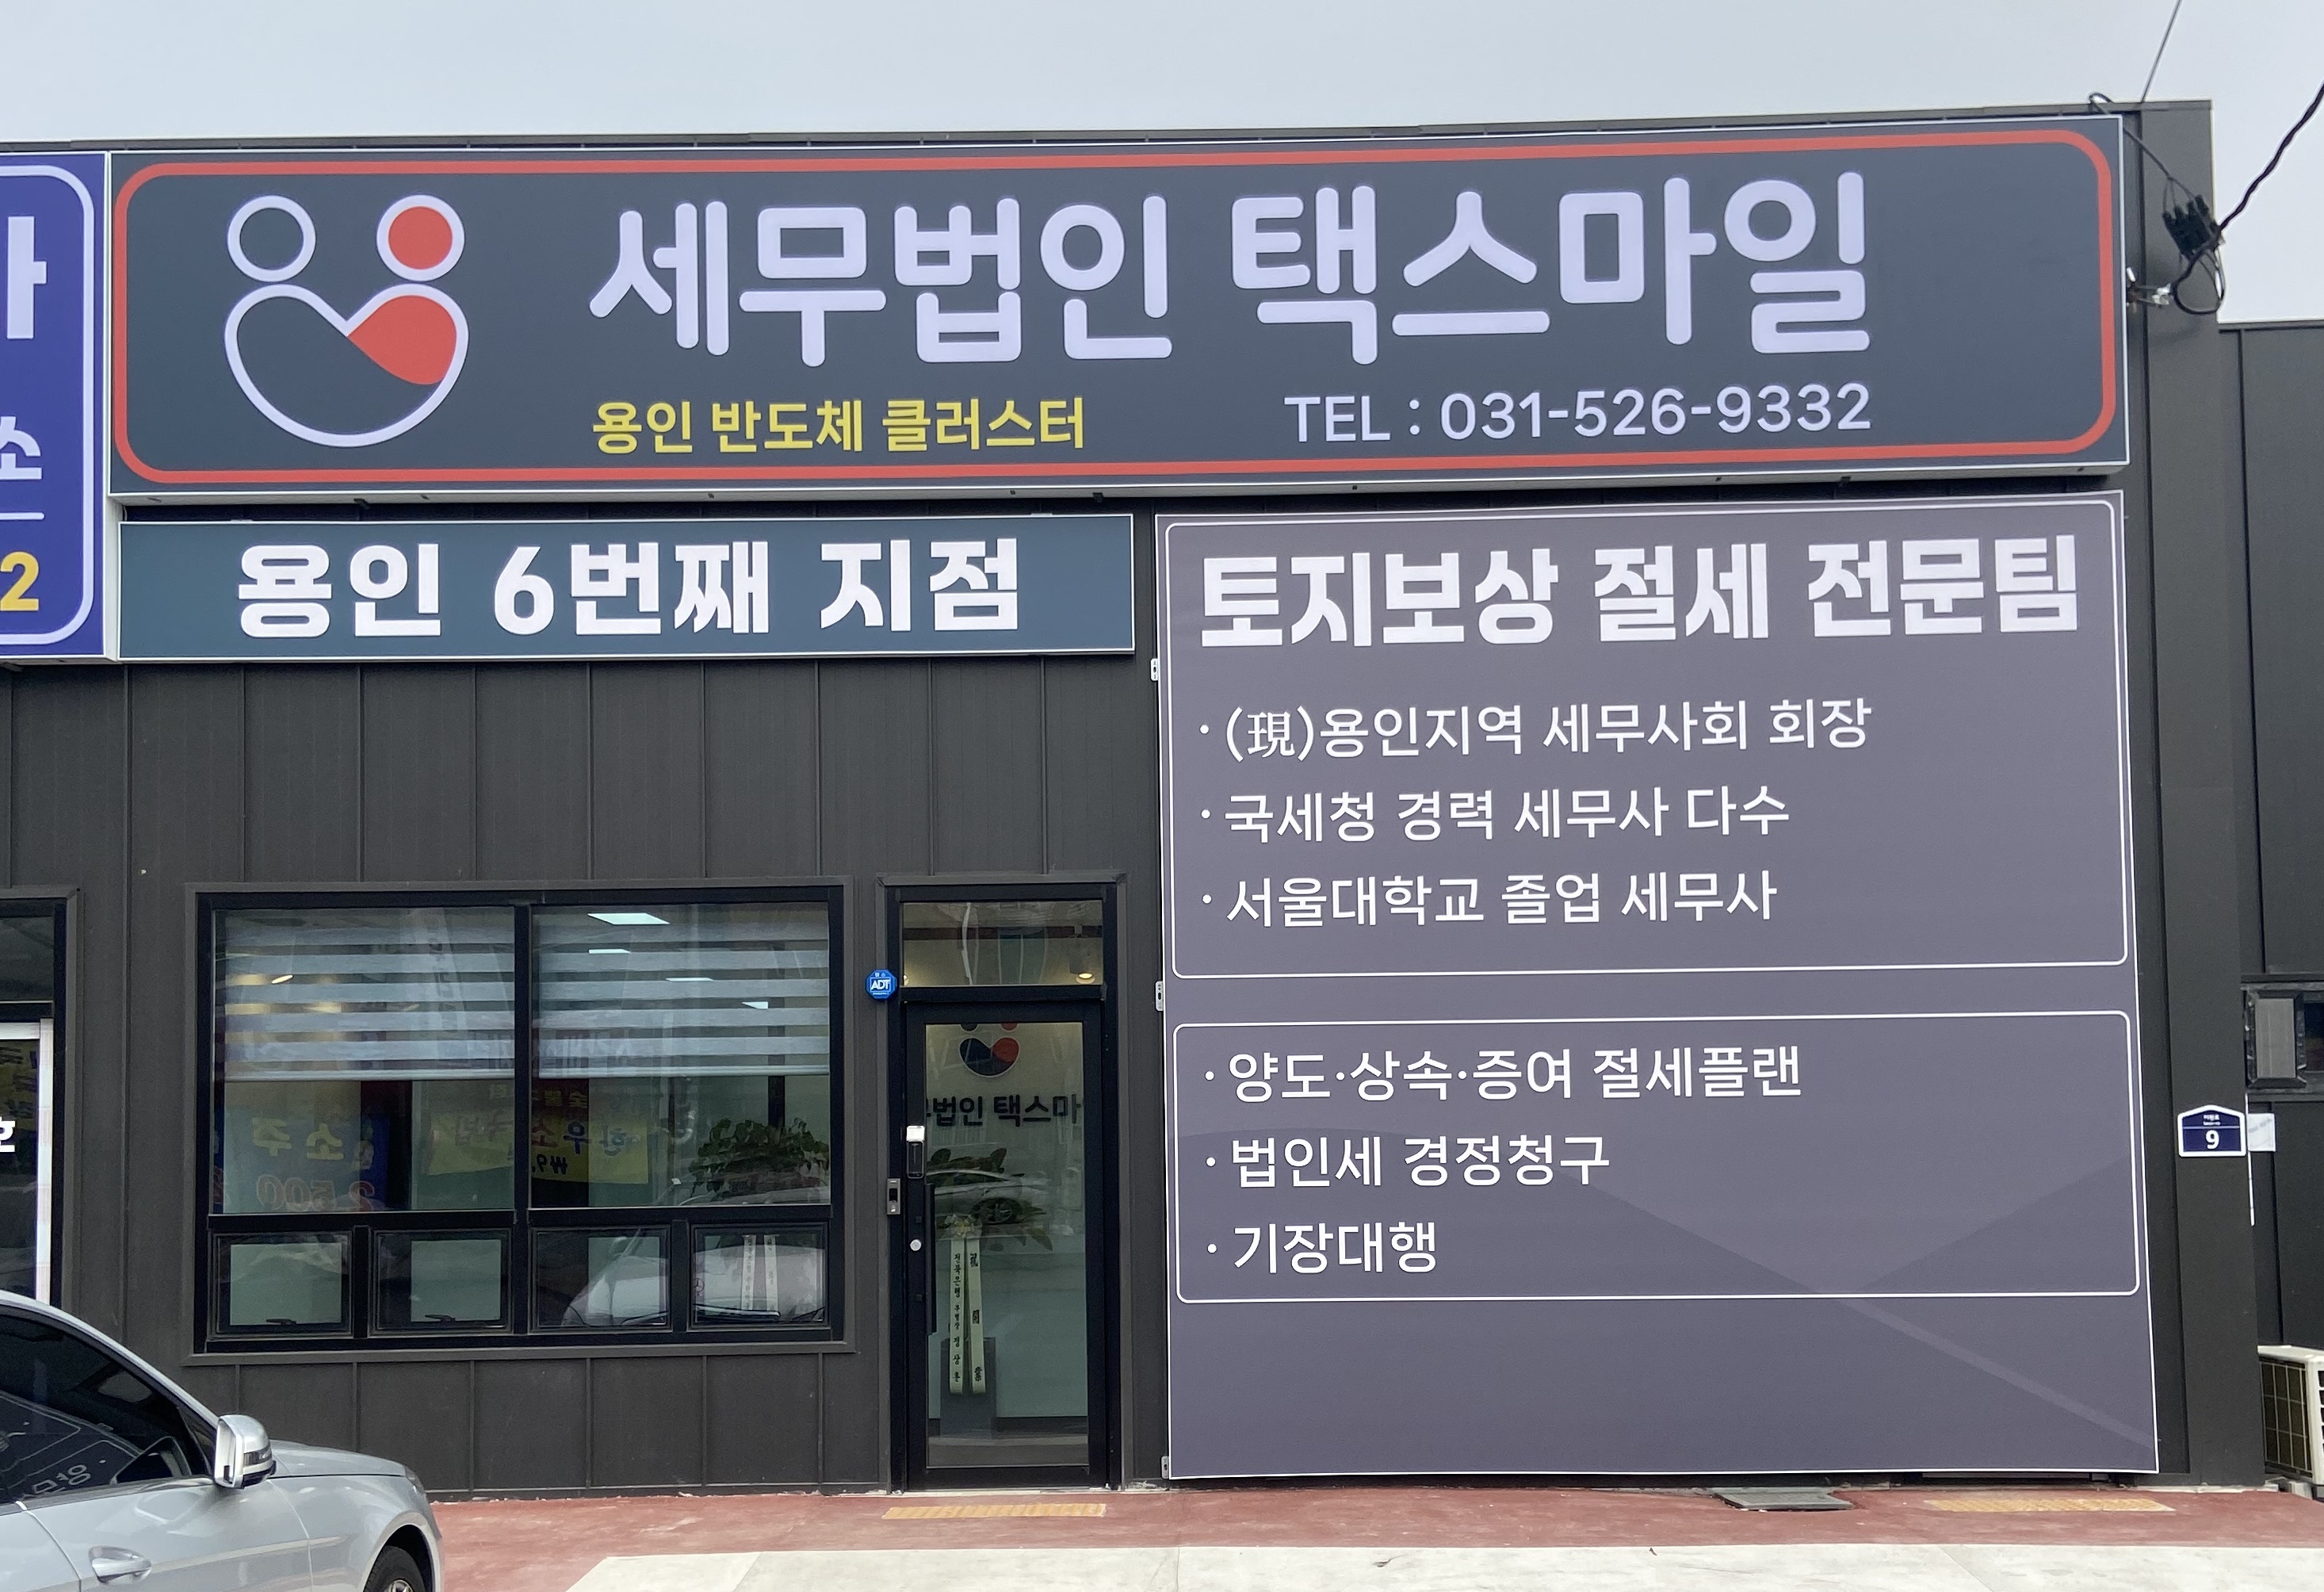 세무법인 택스마일
용인 반도체 클러스터
TEL : 031-526-9332
용인 6번째 지점
토지보상 절세 전문팀
· (現)용인지역 세무사회 회장
· 국세청 경력 세무사 다수
· 서울대학교 졸업 세무사
· 양도·상속·증여 절세플랜
· 법인세 경정청구
· 기장대행
소
2
ADT
법인 택스마
9